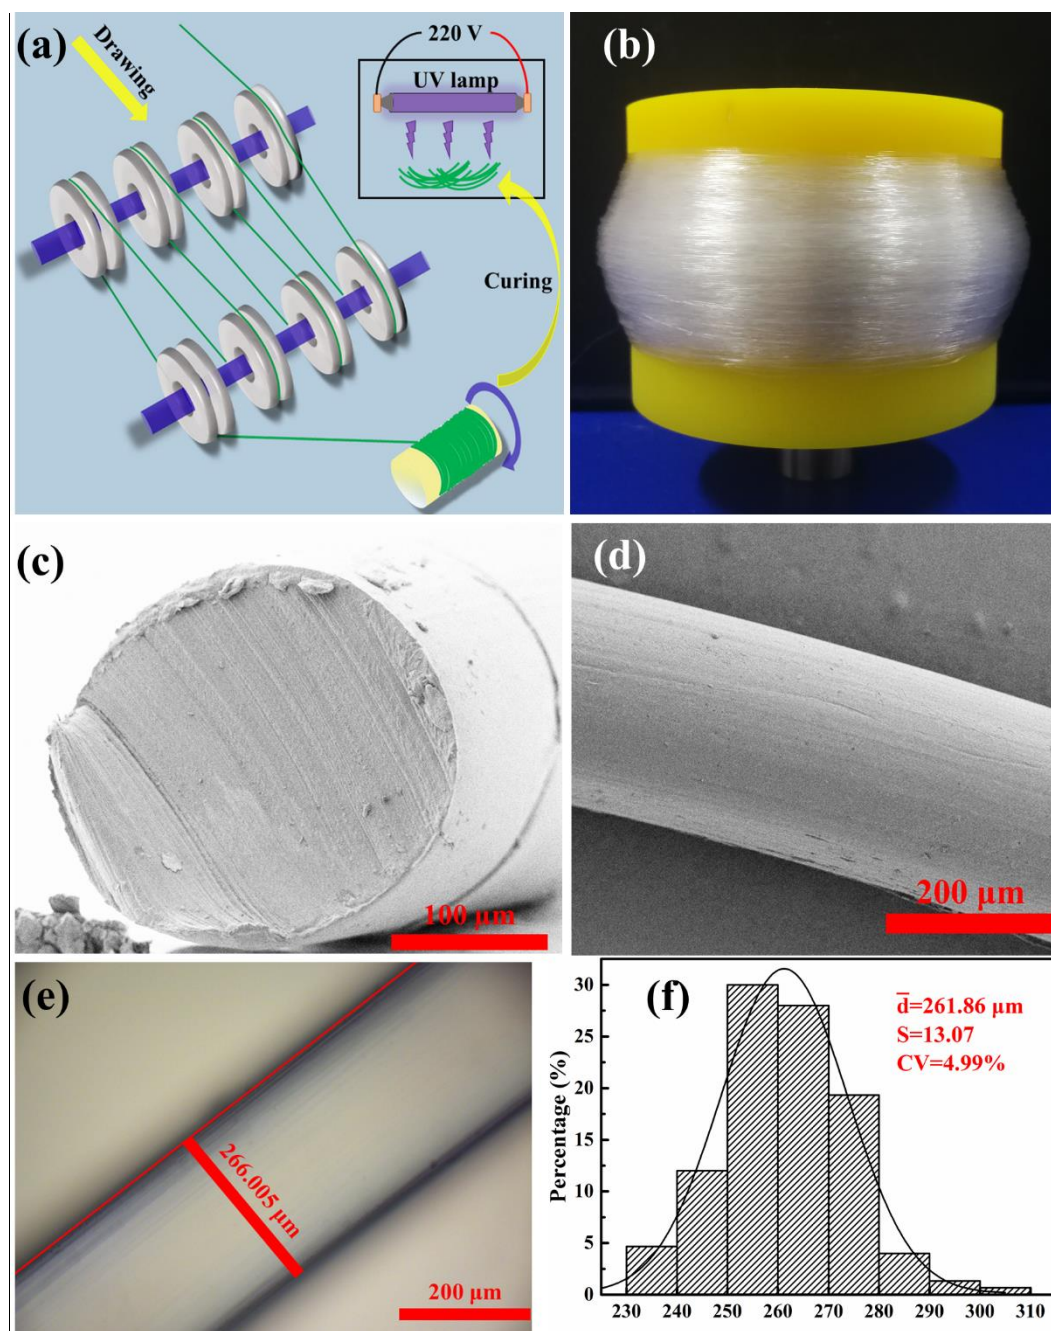 (a)
Drawing
220 V
UV lamp
Curing
(b)
(c)
100 µm
(d)
200 µm
(e)
266.005 µm
200 µm
(f)
d̅=261.86 µm
S=13.07
CV=4.99%
Percentage (%)
30
25
20
15
10
5
0
230 240 250 260 270 280 290 300 310